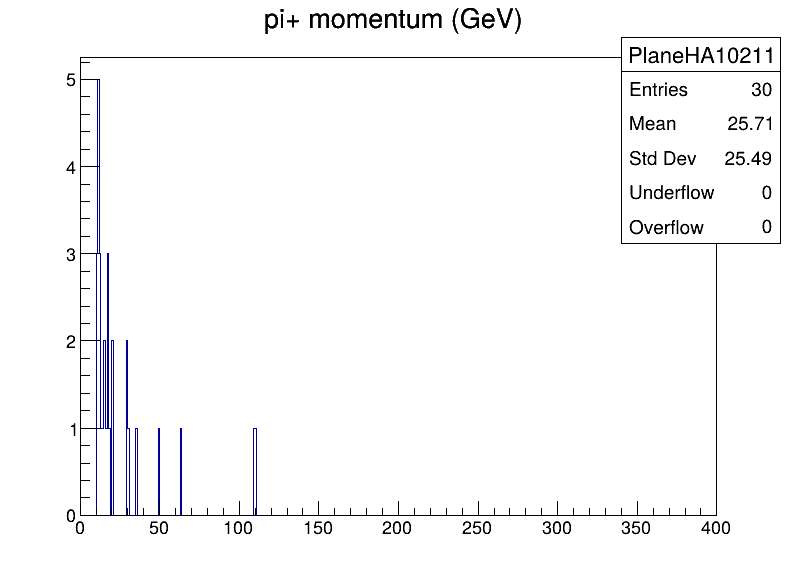 pi+ momentum (GeV)
PlaneHA10211
Entries 30
Mean 25.71
Std Dev 25.49
Underflow 0
Overflow 0
5
4
3
2
1
0
0 50 100 150 200 250 300 350 400